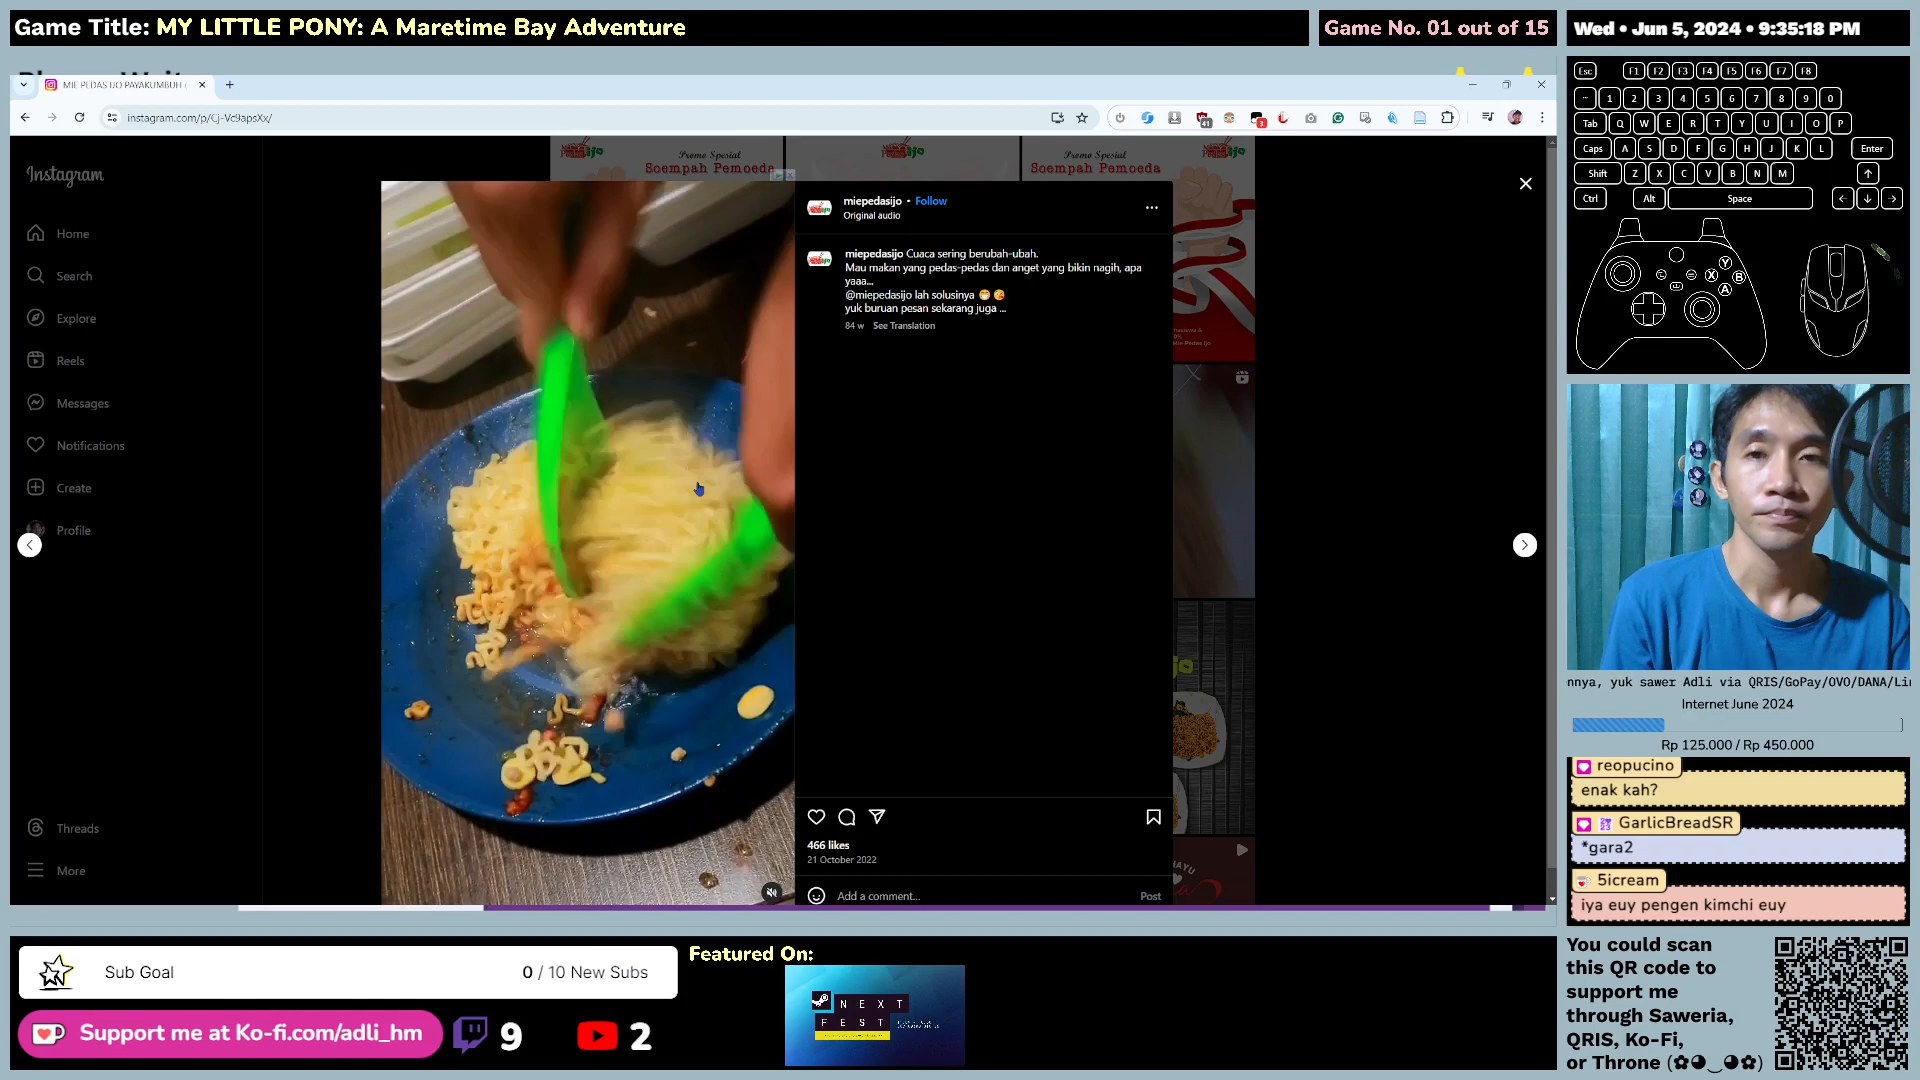 Game Title: MY LITTLE PONY: A Maretime Bay Adventure
Game No. 01 out of 15
Wed • Jun 5, 2024 • 9:35:18 PM
MIE PEDAS IJO PAYAKUMBUH
instagram.com/p/Cj-Vc9apsXx/
Instagram
Home
Search
Explore
Reels
Messages
Notifications
Create
Profile
Threads
More
Promo Spesial
Soempah Pemoeda
Promo Spesial
Soempah Pemoeda
miepedasijo • Follow
Original audio
miepedasijo Cuaca sering berubah-ubah.
Mau makan yang pedas-pedas dan anget yang bikin nagih, apa
yaaa...
@miepedasijo lah solusinya 😁 😘
yuk buruan pesan sekarang juga ...
84 w See Translation
466 likes
21 October 2022
Add a comment...
Post
Esc F1 F2 F3 F4 F5 F6 F7 F8
~ 1 2 3 4 5 6 7 8 9 0
Tab Q W E R T Y U I O P
Caps A S D F G H J K L Enter
Shift Z X C V B N M ↑
Ctrl Alt Space ← ↓ →
Y
X B
A
nnya, yuk sawer Adli via QRIS/GoPay/OVO/DANA/Li
Internet June 2024
Rp 125.000 / Rp 450.000
reopucino
enak kah?
GarlicBreadSR
*gara2
5icream
iya euy pengen kimchi euy
Sub Goal
0 / 10 New Subs
Support me at Ko-fi.com/adli_hm
9
2
Featured On:
NEXT
FEST
You could scan
this QR code to
support me
through Saweria,
QRIS, Ko-Fi,
or Throne (✿◕‿◕✿)